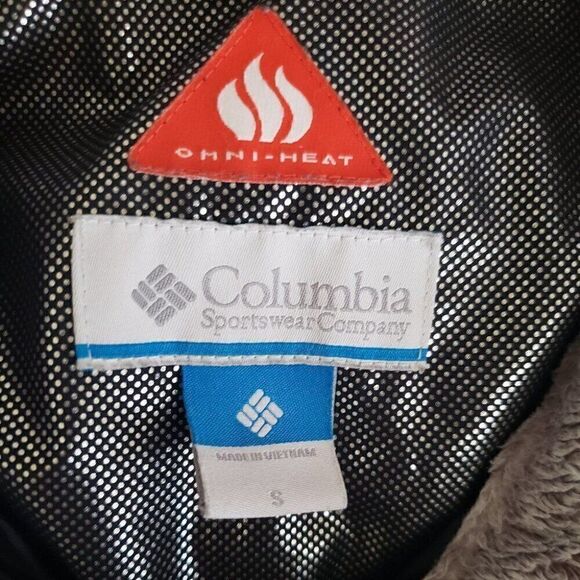 OMNI-HEAT
Columbia
Sportswear Company
MADE IN VIETNAM
S